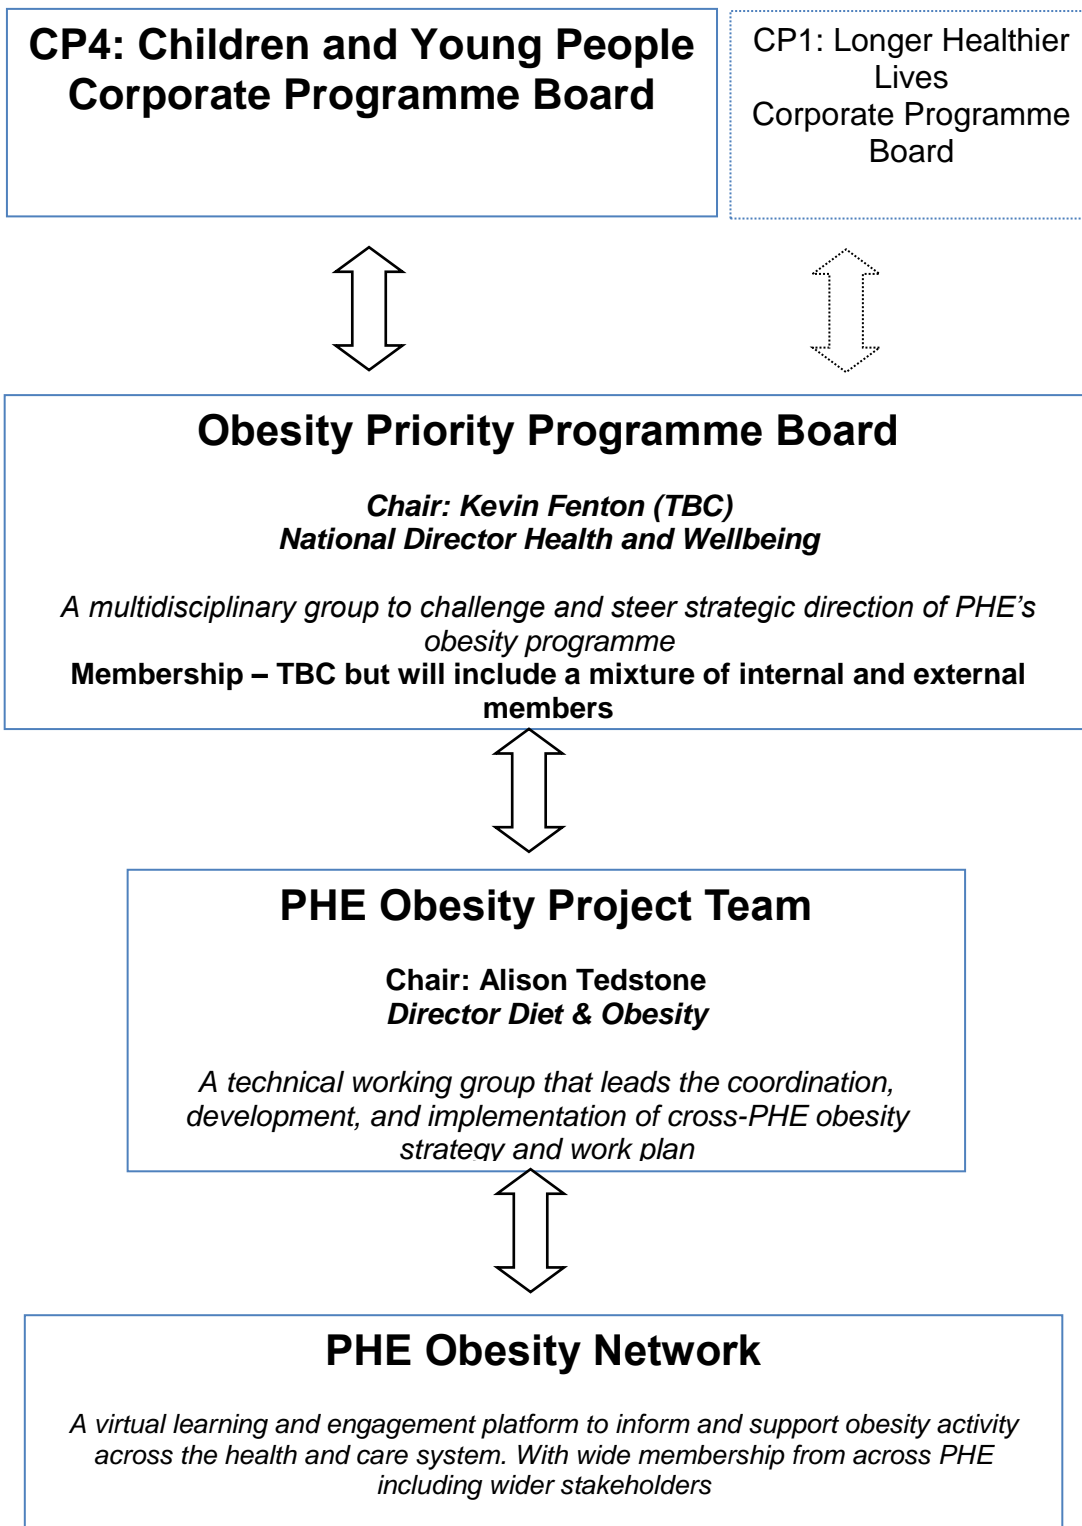 CP4: Children and Young People
Corporate Programme Board
CP1: Longer Healthier
Lives
Corporate Programme
Board
Obesity Priority Programme Board
Chair: Kevin Fenton (TBC)
National Director Health and Wellbeing
A multidisciplinary group to challenge and steer strategic direction of PHE’s
obesity programme
Membership – TBC but will include a mixture of internal and external
members
PHE Obesity Project Team
Chair: Alison Tedstone
Director Diet & Obesity
A technical working group that leads the coordination,
development, and implementation of cross-PHE obesity
strategy and work plan
PHE Obesity Network
A virtual learning and engagement platform to inform and support obesity activity
across the health and care system. With wide membership from across PHE
including wider stakeholders